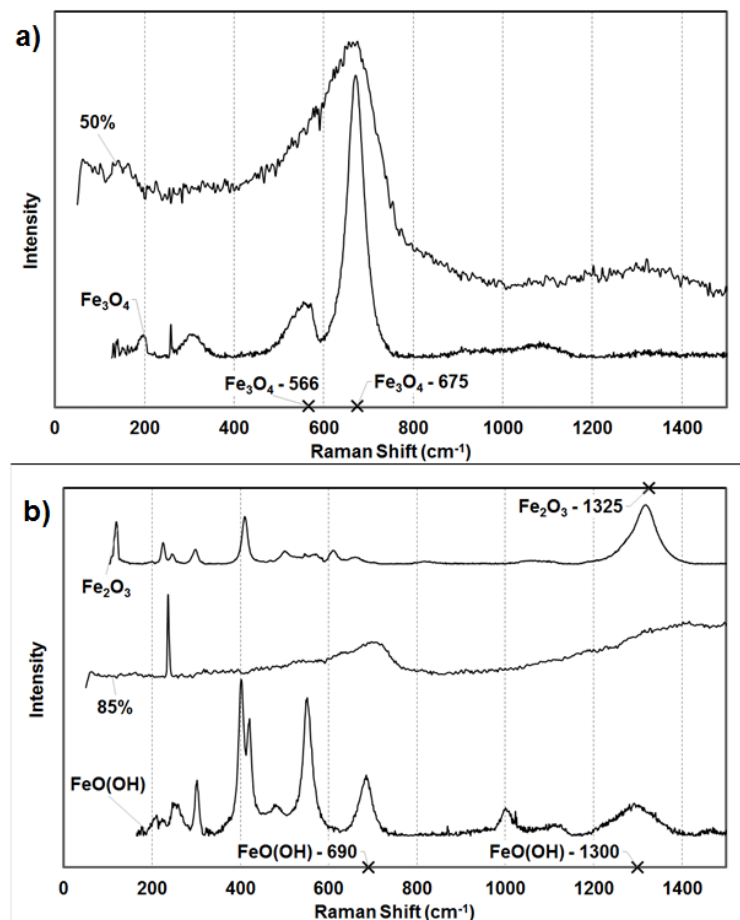 a)
50%
Intensity
Fe₃O₄
Fe₃O₄ - 566
Fe₃O₄ - 675
0 200 400 600 800 1000 1200 1400
Raman Shift (cm⁻¹)
b)
Fe₂O₃ - 1325
Fe₂O₃
Intensity
85%
FeO(OH)
FeO(OH) - 690
FeO(OH) - 1300
0 200 400 600 800 1000 1200 1400
Raman Shift (cm⁻¹)